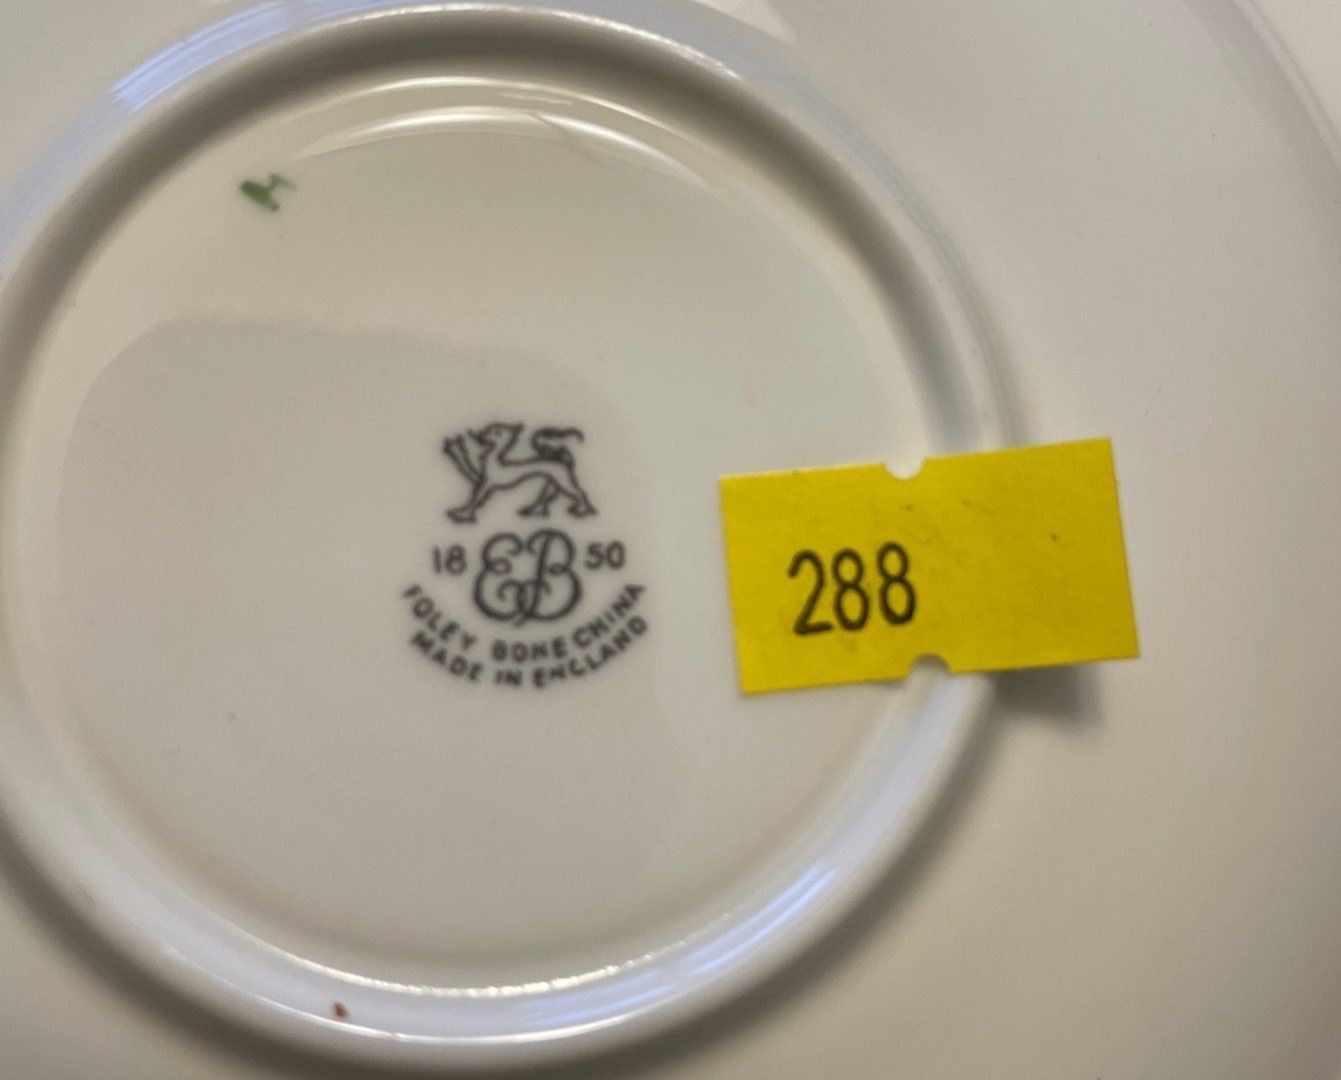 18 EB 50
FOLEY BONE CHINA
MADE IN ENGLAND
288